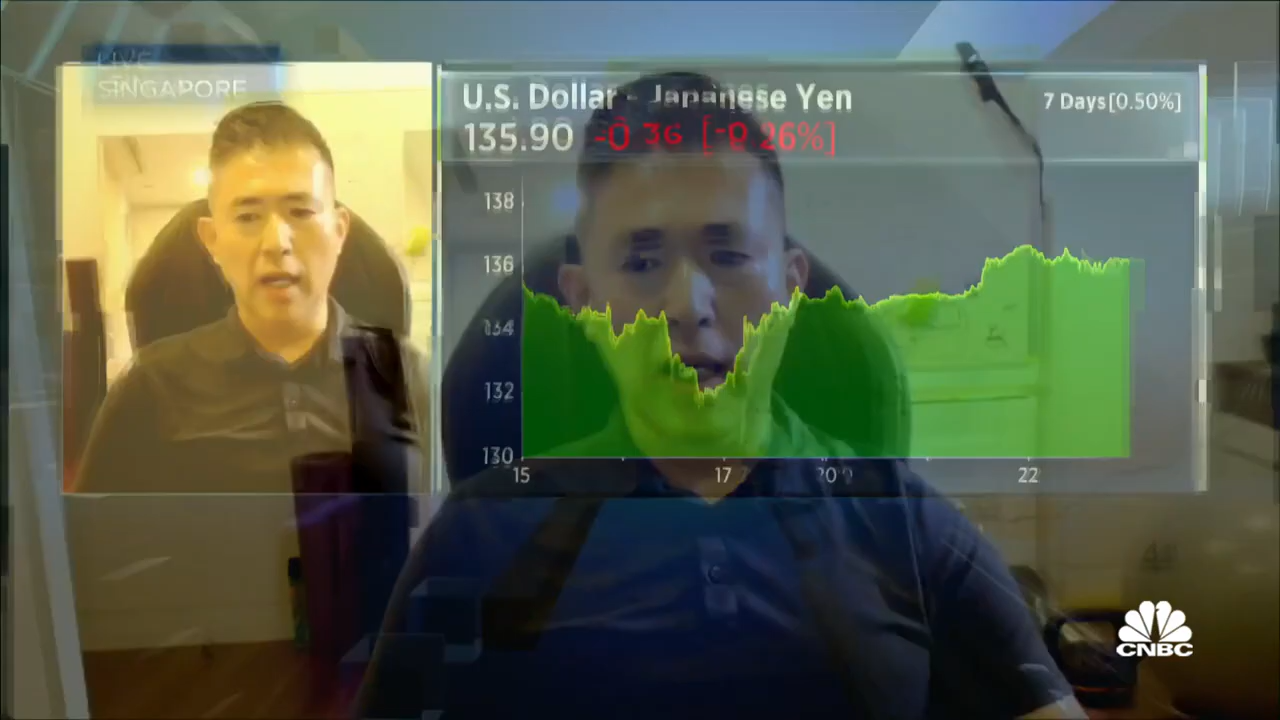 LIVE
SINGAPORE
U.S. Dollar - Japanese Yen
7 Days [0.50%]
135.90 -0.36 [-0.26%]
138
136
134
132
130
15
17
20
22
CNBC